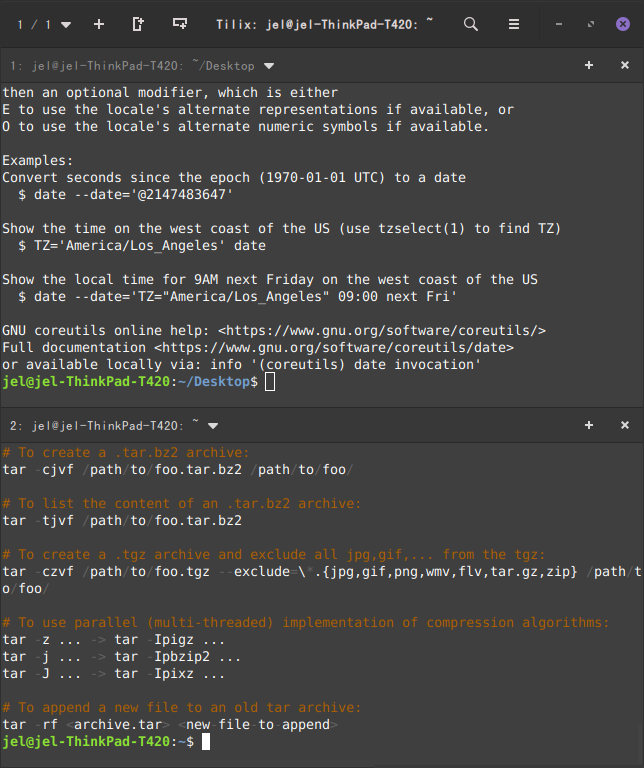 1 / 1
Tilix: jel@jel-ThinkPad-T420: ~
1: jel@jel-ThinkPad-T420: ~/Desktop
then an optional modifier, which is either
E to use the locale's alternate representations if available, or
O to use the locale's alternate numeric symbols if available.
Examples:
Convert seconds since the epoch (1970-01-01 UTC) to a date
$ date --date='@2147483647'
Show the time on the west coast of the US (use tzselect(1) to find TZ)
$ TZ='America/Los_Angeles' date
Show the local time for 9AM next Friday on the west coast of the US
$ date --date='TZ="America/Los_Angeles" 09:00 next Fri'
GNU coreutils online help: <https://www.gnu.org/software/coreutils/>
Full documentation <https://www.gnu.org/software/coreutils/date>
or available locally via: info '(coreutils) date invocation'
jel@jel-ThinkPad-T420:~/Desktop$
2: jel@jel-ThinkPad-T420: ~
# To create a .tar.bz2 archive:
tar -cjvf /path/to/foo.tar.bz2 /path/to/foo/
# To list the content of an .tar.bz2 archive:
tar -tjvf /path/to/foo.tar.bz2
# To create a .tgz archive and exclude all jpg,gif,... from the tgz:
tar -czvf /path/to/foo.tgz --exclude=\*.{jpg,gif,png,wmv,flv,tar.gz,zip} /path/t
o/foo/
# To use parallel (multi-threaded) implementation of compression algorithms:
tar -z ... -> tar -Ipigz ...
tar -j ... -> tar -Ipbzip2 ...
tar -J ... -> tar -Ipixz ...
# To append a new file to an old tar archive:
tar -rf <archive.tar> <new-file-to-append>
jel@jel-ThinkPad-T420:~$